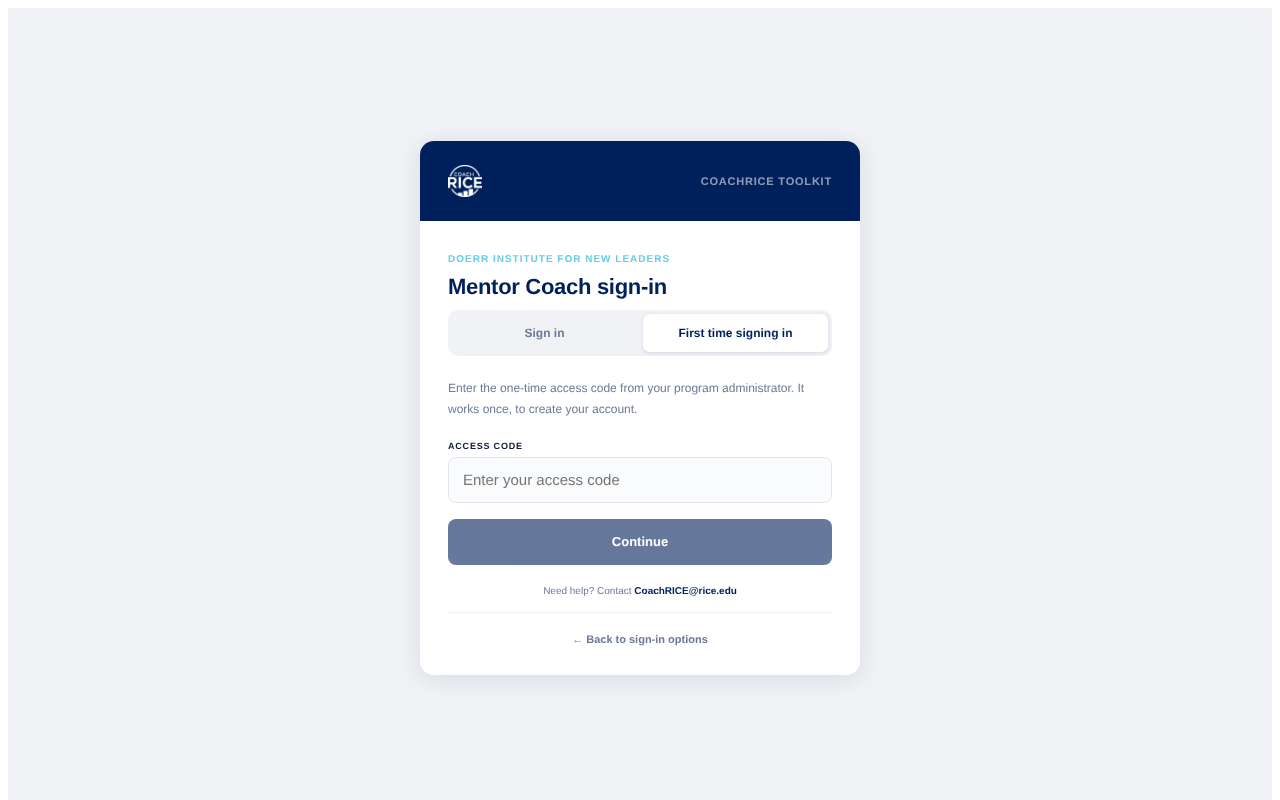 COACH
RICE
COACHRICE TOOLKIT
DOERR INSTITUTE FOR NEW LEADERS
Mentor Coach sign-in
Sign in
First time signing in
Enter the one-time access code from your program administrator. It
works once, to create your account.
ACCESS CODE
Enter your access code
Continue
Need help? Contact CoachRICE@rice.edu
← Back to sign-in options